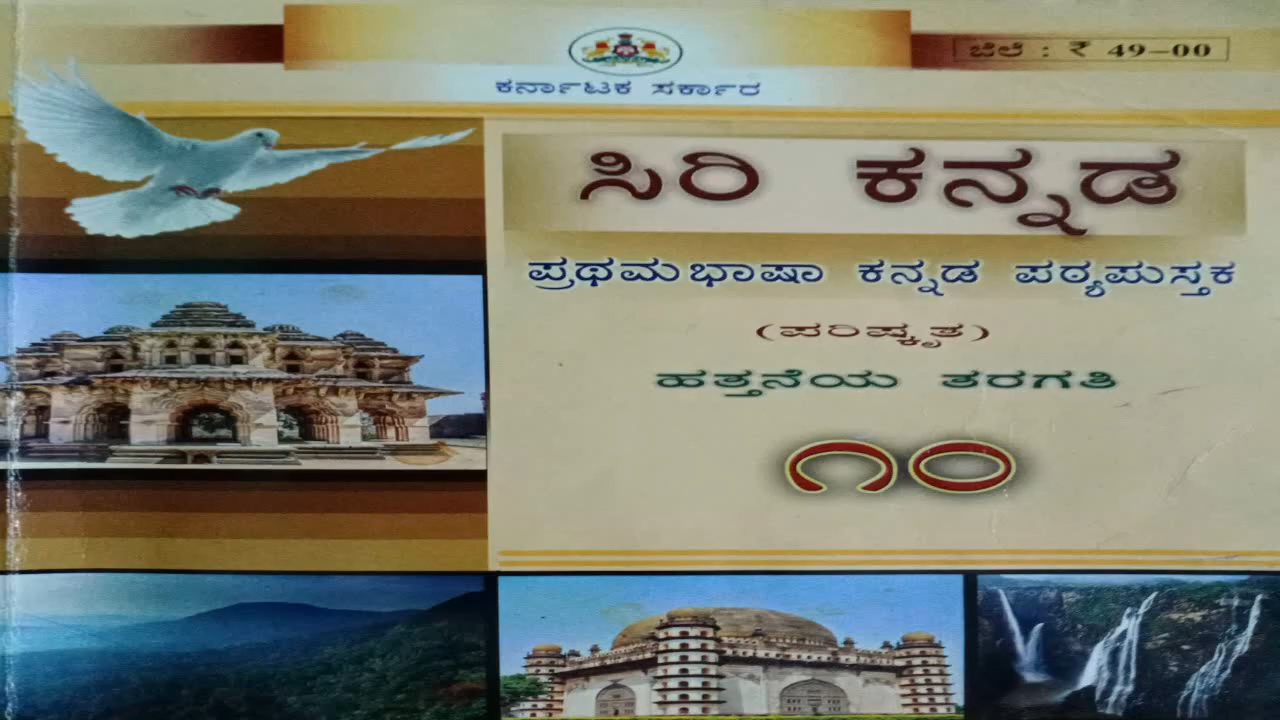 ಬೆಲೆ : ₹ 49-00
ಕರ್ನಾಟಕ ಸರ್ಕಾರ
ಸಿರಿ ಕನ್ನಡ
ಪ್ರಥಮಭಾಷಾ ಕನ್ನಡ ಪಠ್ಯಪುಸ್ತಕ
(ಪರಿಷ್ಕೃತ)
ಹತ್ತನೆಯ ತರಗತಿ
೧೦